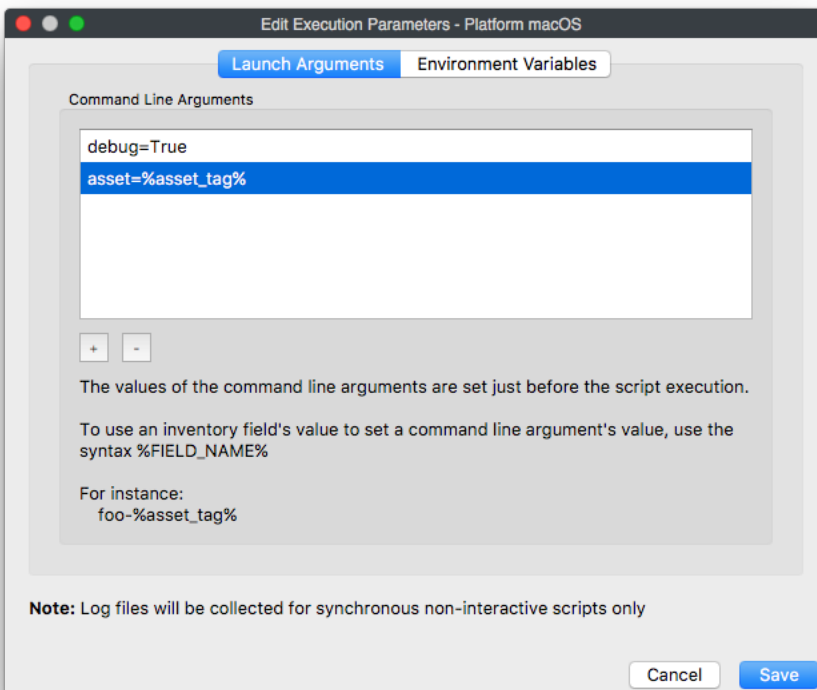 Edit Execution Parameters - Platform macOS
Launch Arguments
Environment Variables
Command Line Arguments
debug=True
asset=%asset_tag%
+
-
The values of the command line arguments are set just before the script execution.
To use an inventory field's value to set a command line argument's value, use the
syntax %FIELD_NAME%
For instance:
foo-%asset_tag%
Note: Log files will be collected for synchronous non-interactive scripts only
Cancel
Save